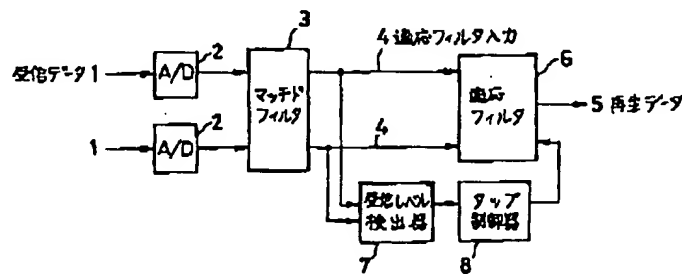 受信データ 1
A/D
2
1
A/D
2
3
マッチド
フィルタ
4 適応フィルタ入力
4
6
適応
フィルタ
5 再生データ
受信レベル
検出器
7
タップ
制御器
8